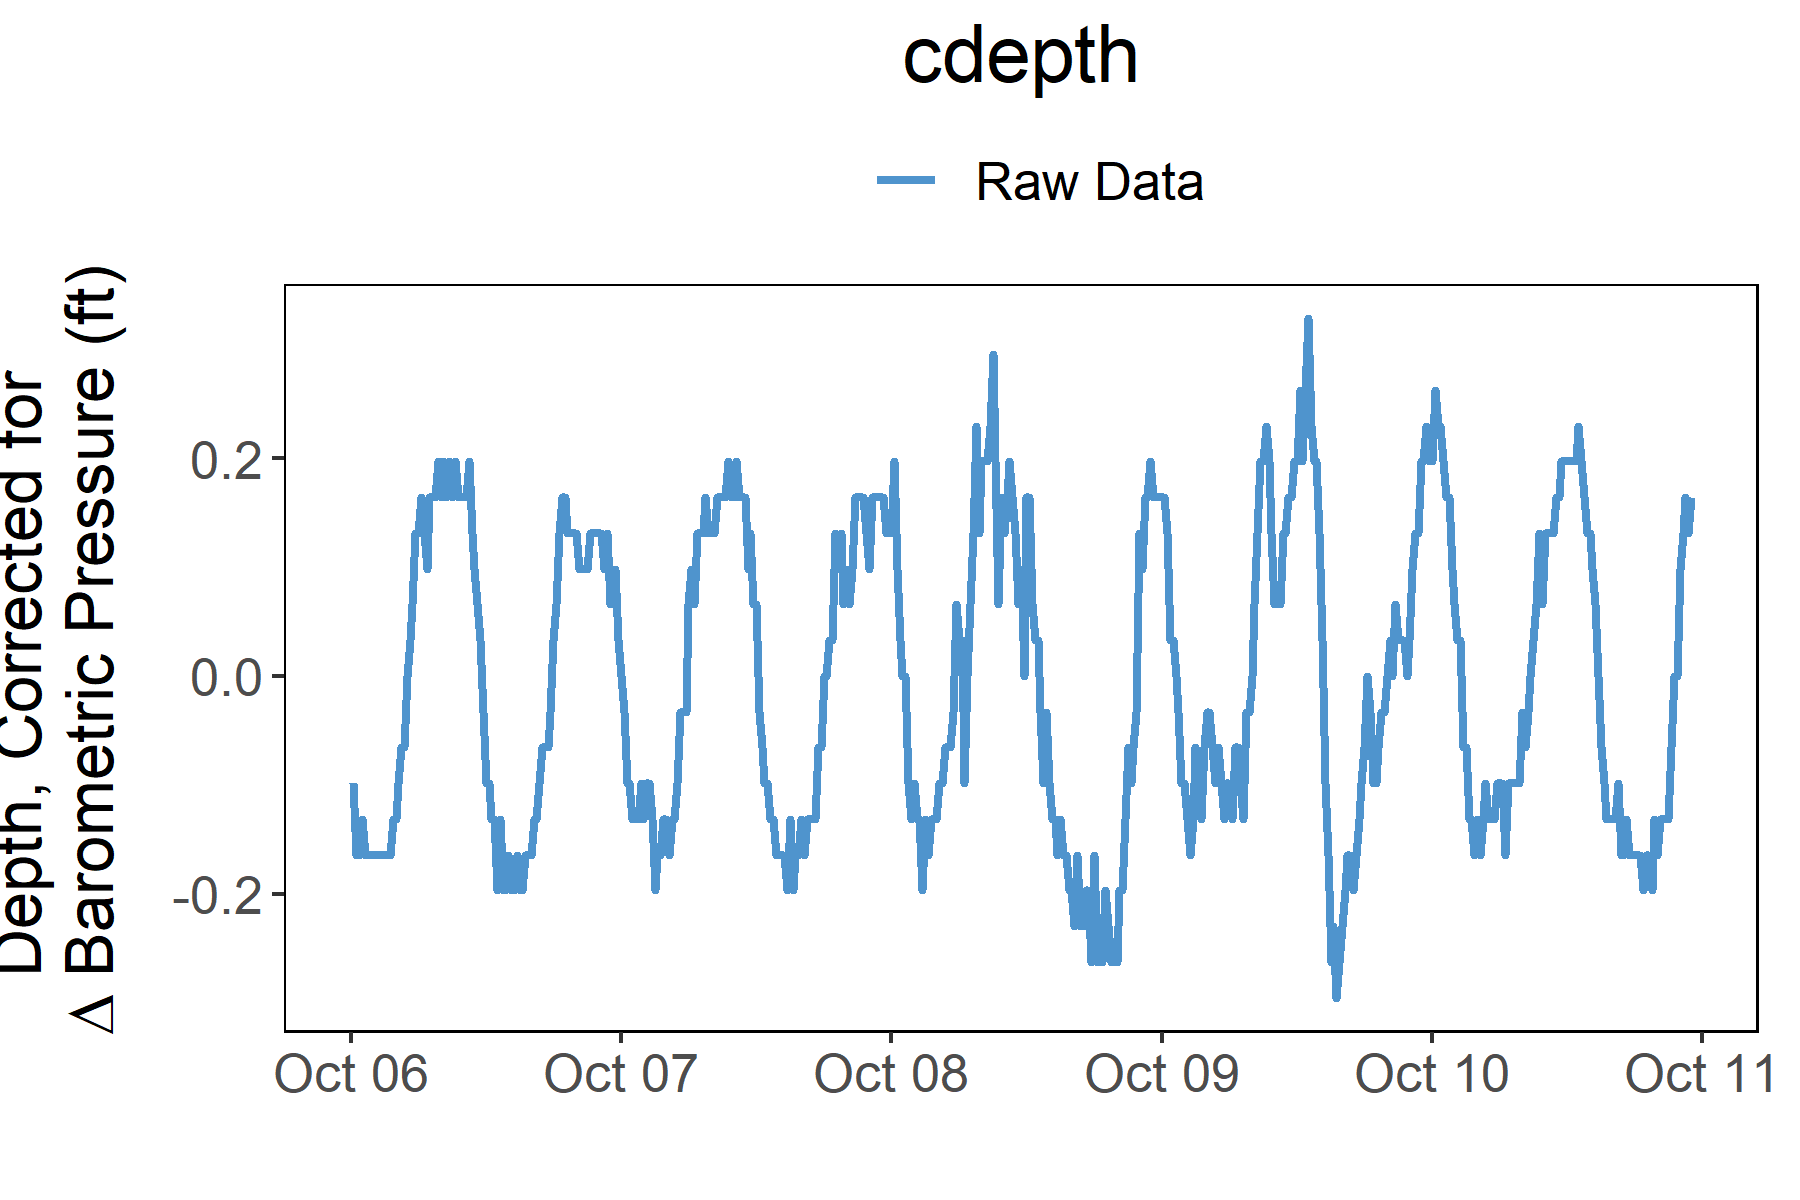 cdepth
Raw Data
Depth, Corrected for
Δ Barometric Pressure (ft)
0.2
0.0
-0.2
Oct 06
Oct 07
Oct 08
Oct 09
Oct 10
Oct 11